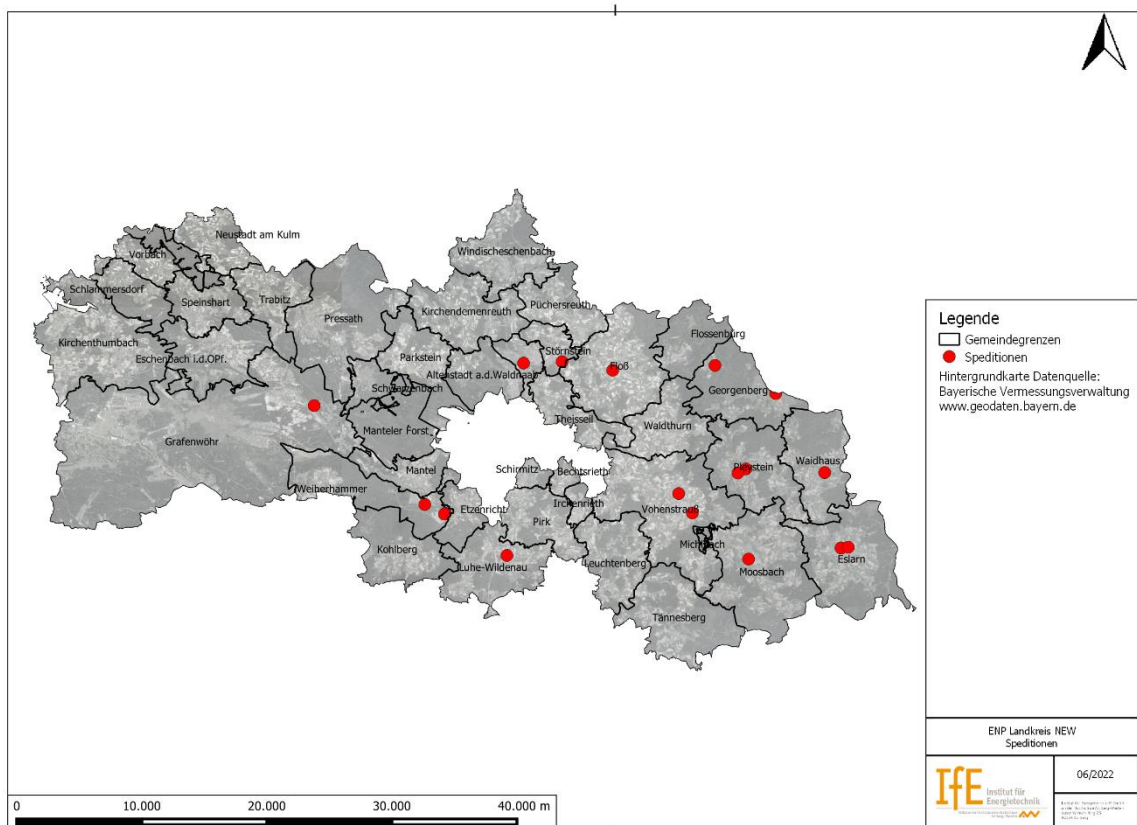 Neustadt am Kulm
Windischeschenbach
Vorbach
Schlammersdorf
Speinshart
Trabitz
Püchersreuth
Pressath
Kirchendemenreuth
Flossenbürg
Kirchenthumbach
Eschenbach i.d.OPf.
Parkstein
Störnstein
Floß
Altenstadt a.d.Waldnaab
Schwarzenbach
Georgenberg
Theisseil
Waldthurn
Grafenwöhr
Manteler Forst
Mantel
Schirmitz
Bechtsrieth
Pleystein
Waidhaus
Weiherhammer
Etzenricht
Irchenrieth
Vohenstrauß
Pirk
Kohlberg
Michldorf
Eslarn
Luhe-Wildenau
Leuchtenberg
Moosbach
Tännesberg
Legende
Gemeindegrenzen
Speditionen
Hintergrundkarte Datenquelle:
Bayerische Vermessungsverwaltung
www.geodaten.bayern.de
ENP Landkreis NEW
Speditionen
IfE Institut für
Energietechnik
06/2022
0 10.000 20.000 30.000 40.000 m